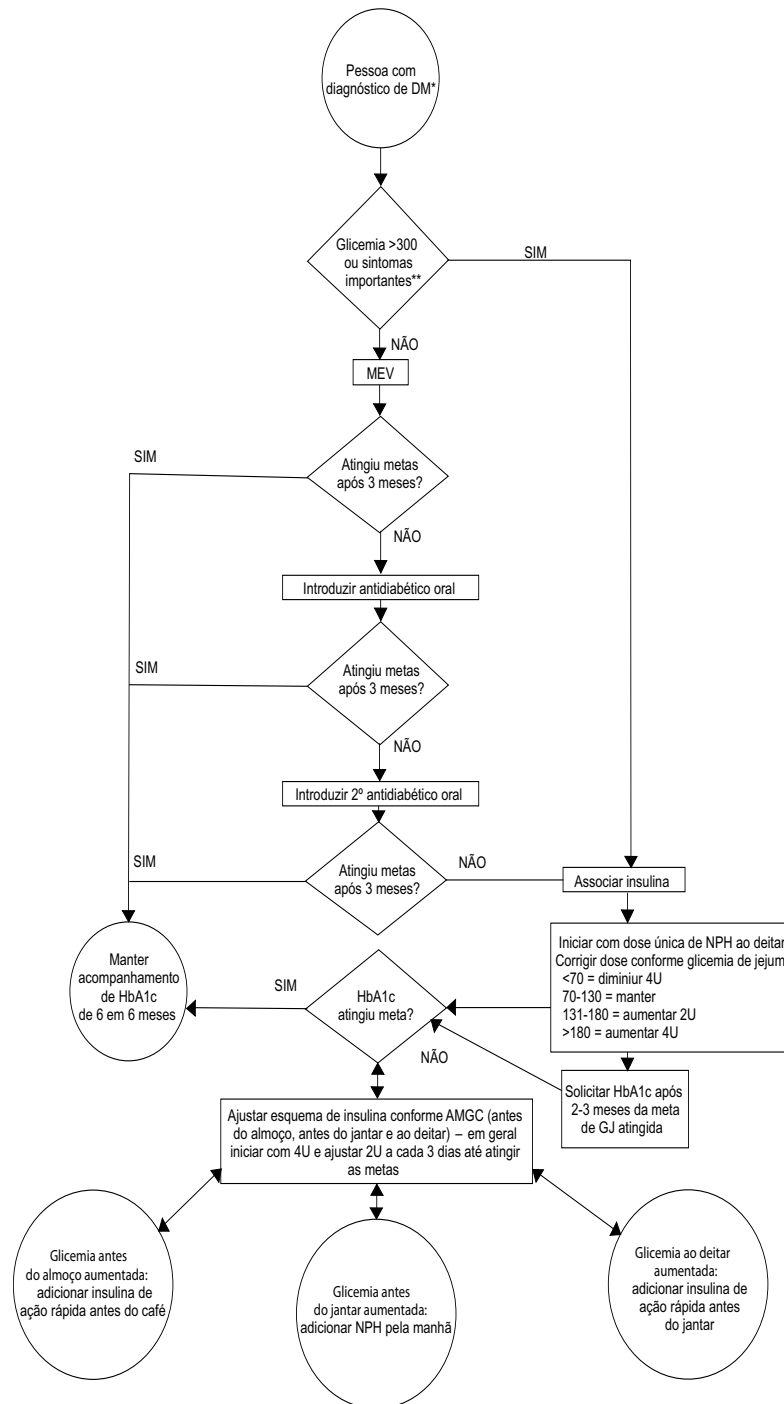 Pessoa com
diagnóstico de DM*
Glicemia >300
ou sintomas
importantes**
SIM
NÃO
MEV
SIM
Atingiu metas
após 3 meses?
NÃO
Introduzir antidiabético oral
SIM
Atingiu metas
após 3 meses?
NÃO
Introduzir 2º antidiabético oral
SIM
Atingiu metas
após 3 meses?
NÃO
Associar insulina
Iniciar com dose única de NPH ao deitar
Corrigir dose conforme glicemia de jejum
<70 = diminiur 4U
70-130 = manter
131-180 = aumentar 2U
>180 = aumentar 4U
Manter
acompanhamento
de HbA1c
de 6 em 6 meses
SIM
HbA1c
atingiu meta?
NÃO
Solicitar HbA1c após
2-3 meses da meta
de GJ atingida
Ajustar esquema de insulina conforme AMGC (antes
do almoço, antes do jantar e ao deitar) – em geral
iniciar com 4U e ajustar 2U a cada 3 dias até atingir
as metas
Glicemia antes
do almoço aumentada:
adicionar insulina de
ação rápida antes do café
Glicemia antes
do jantar aumentada:
adicionar NPH pela manhã
Glicemia ao deitar
aumentada:
adicionar insulina de
ação rápida antes
do jantar